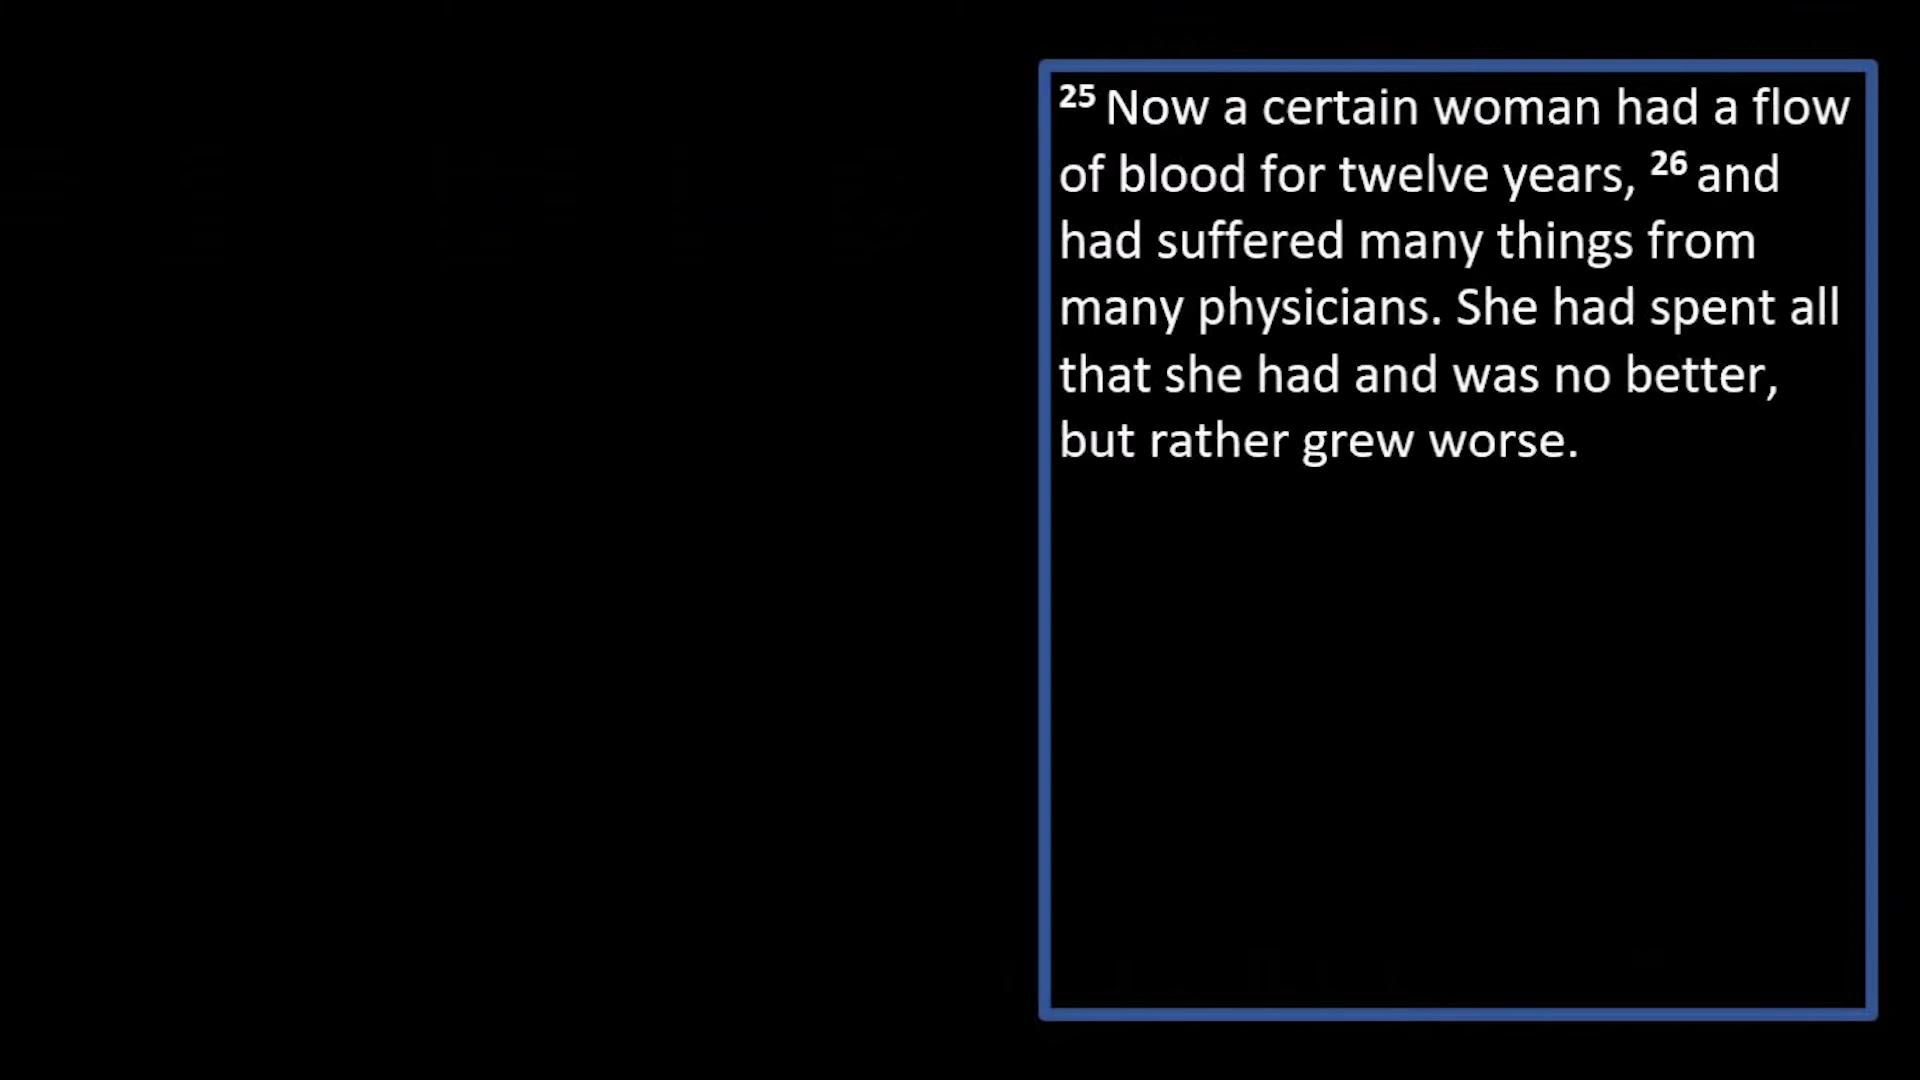 25 Now a certain woman had a flow
of blood for twelve years, 26 and
had suffered many things from
many physicians. She had spent all
that she had and was no better,
but rather grew worse.